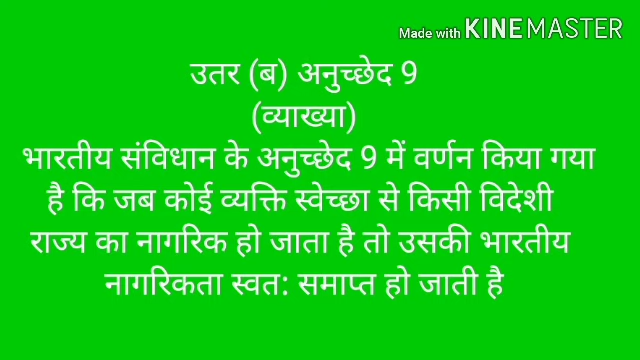 Made with KINEMASTER
उतर (ब) अनुच्छेद 9
(व्याख्या)
भारतीय संविधान के अनुच्छेद 9 में वर्णन किया गया
है कि जब कोई व्यक्ति स्वेच्छा से किसी विदेशी
राज्य का नागरिक हो जाता है तो उसकी भारतीय
नागरिकता स्वत: समाप्त हो जाती है